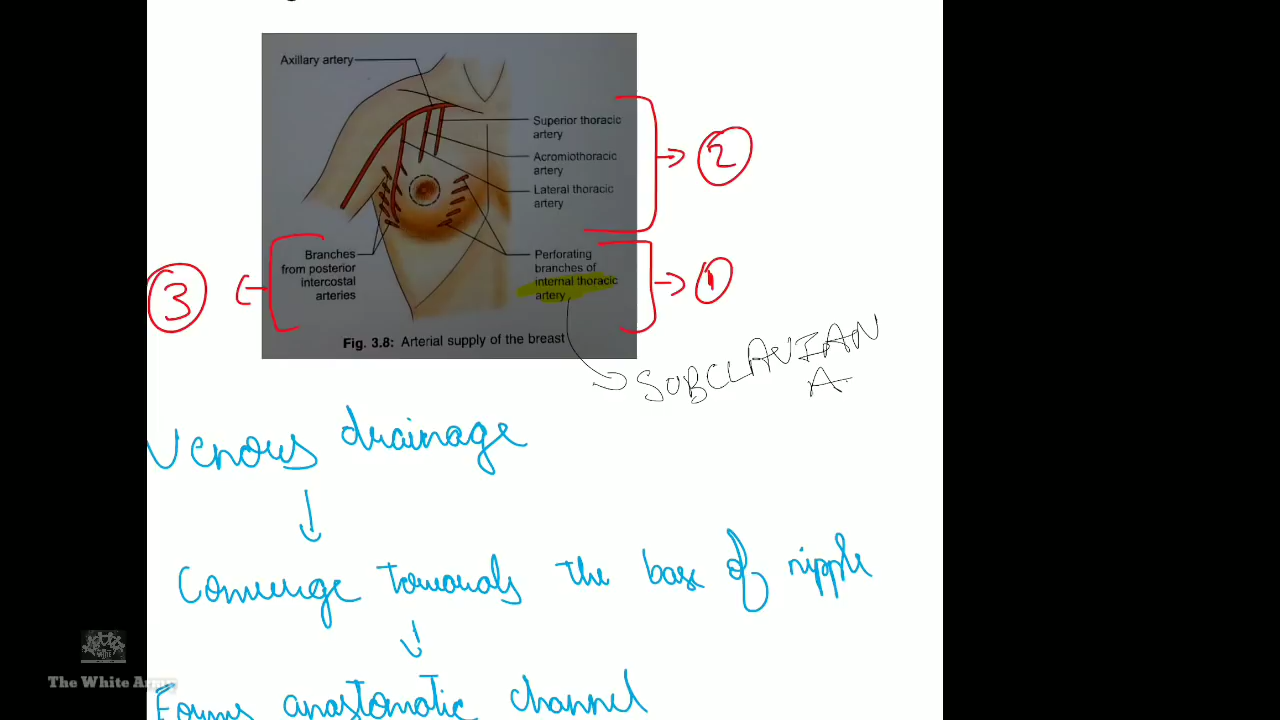 Axillary artery
Superior thoracic
artery
Acromiothoracic
artery
Lateral thoracic
artery
2
Branches
from posterior
intercostal
arteries
3
Perforating
branches of
internal thoracic
artery
1
Fig. 3.8: Arterial supply of the breast
SUBCLAVIAN
A.
Venous drainage
Converge towards the base of nipple
Forms anastomotic channel
The White Army